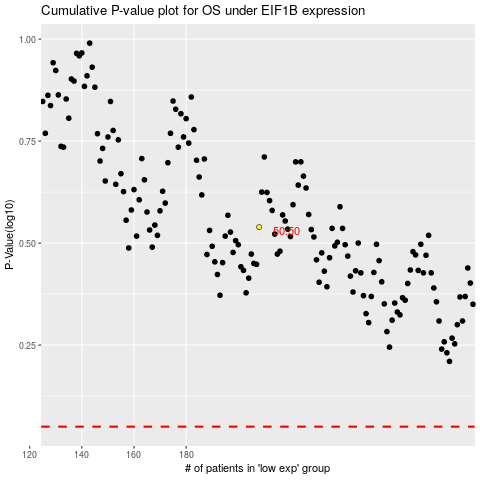 Cumulative P-value plot for OS under EIF1B expression
1.00
0.75
0.50
0.25
P-Value(log10)
50:50
120 140 160 180
# of patients in 'low exp' group